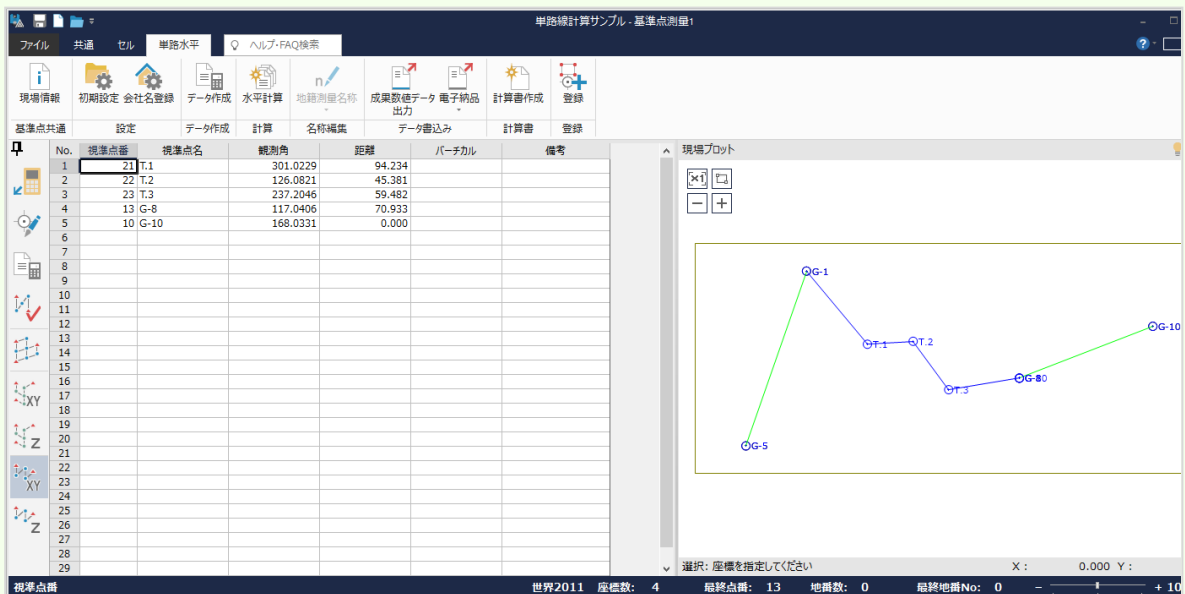 単路線計算サンプル - 基準点測量1
ファイル 共通 セル 単路水平 ヘルプ・FAQ検索
現場情報 初期設定 会社名登録 データ作成 水平計算 地籍測量名称 成果数値データ出力 電子納品 計算書作成 登録
基準点共通 設定 データ作成 計算 名称編集 データ書込み 計算書 登録
No. 視準点番 視準点名 観測角 距離 バーチカル 備考
1 21 T.1 301.0229 94.234
2 22 T.2 126.0821 45.381
3 23 T.3 237.2046 59.482
4 13 G-8 117.0406 70.933
5 10 G-10 168.0331 0.000
6
7
8
9
10
11
12
13
14
15
16
17
18
19
20
21
22
23
24
25
26
27
28
29
XY
Z
XY
Z
現場プロット
G-1
G-10
T.1
T.2
T.3
G-5
選択: 座標を指定してください X : 0.000 Y :
視準点番 世界2011 座標数: 4 最終点番: 13 地番数: 0 最終地番No: 0 － + 10